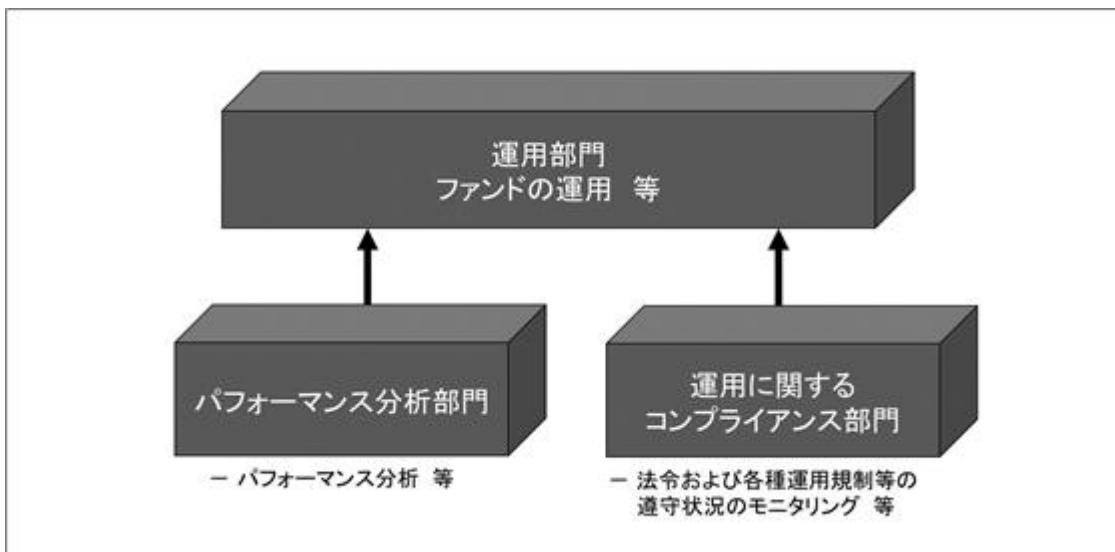 運用部門
ファンドの運用 等
パフォーマンス分析部門
－ パフォーマンス分析 等
運用に関する
コンプライアンス部門
－ 法令および各種運用規制等の
遵守状況のモニタリング 等